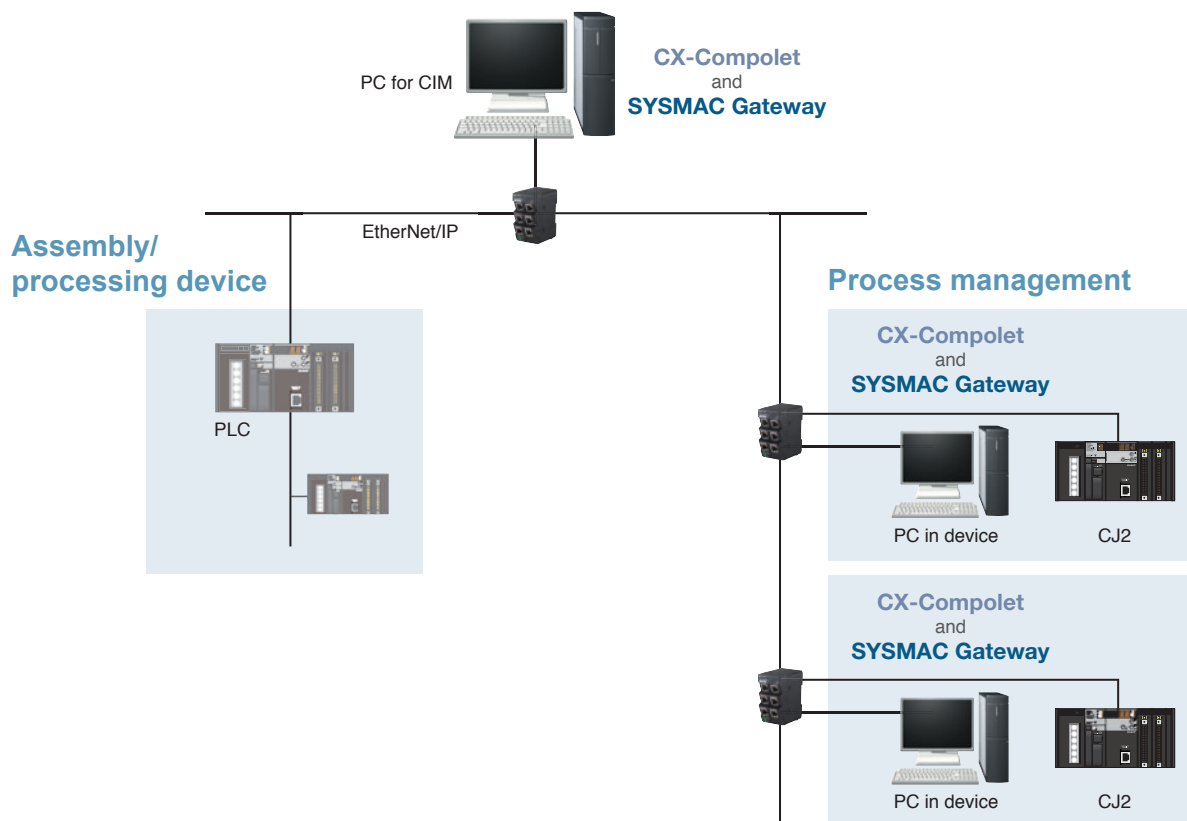 PC for CIM
CX-Compolet
and
SYSMAC Gateway
EtherNet/IP
Assembly/
processing device
PLC
Process management
CX-Compolet
and
SYSMAC Gateway
PC in device
CJ2
CX-Compolet
and
SYSMAC Gateway
PC in device
CJ2